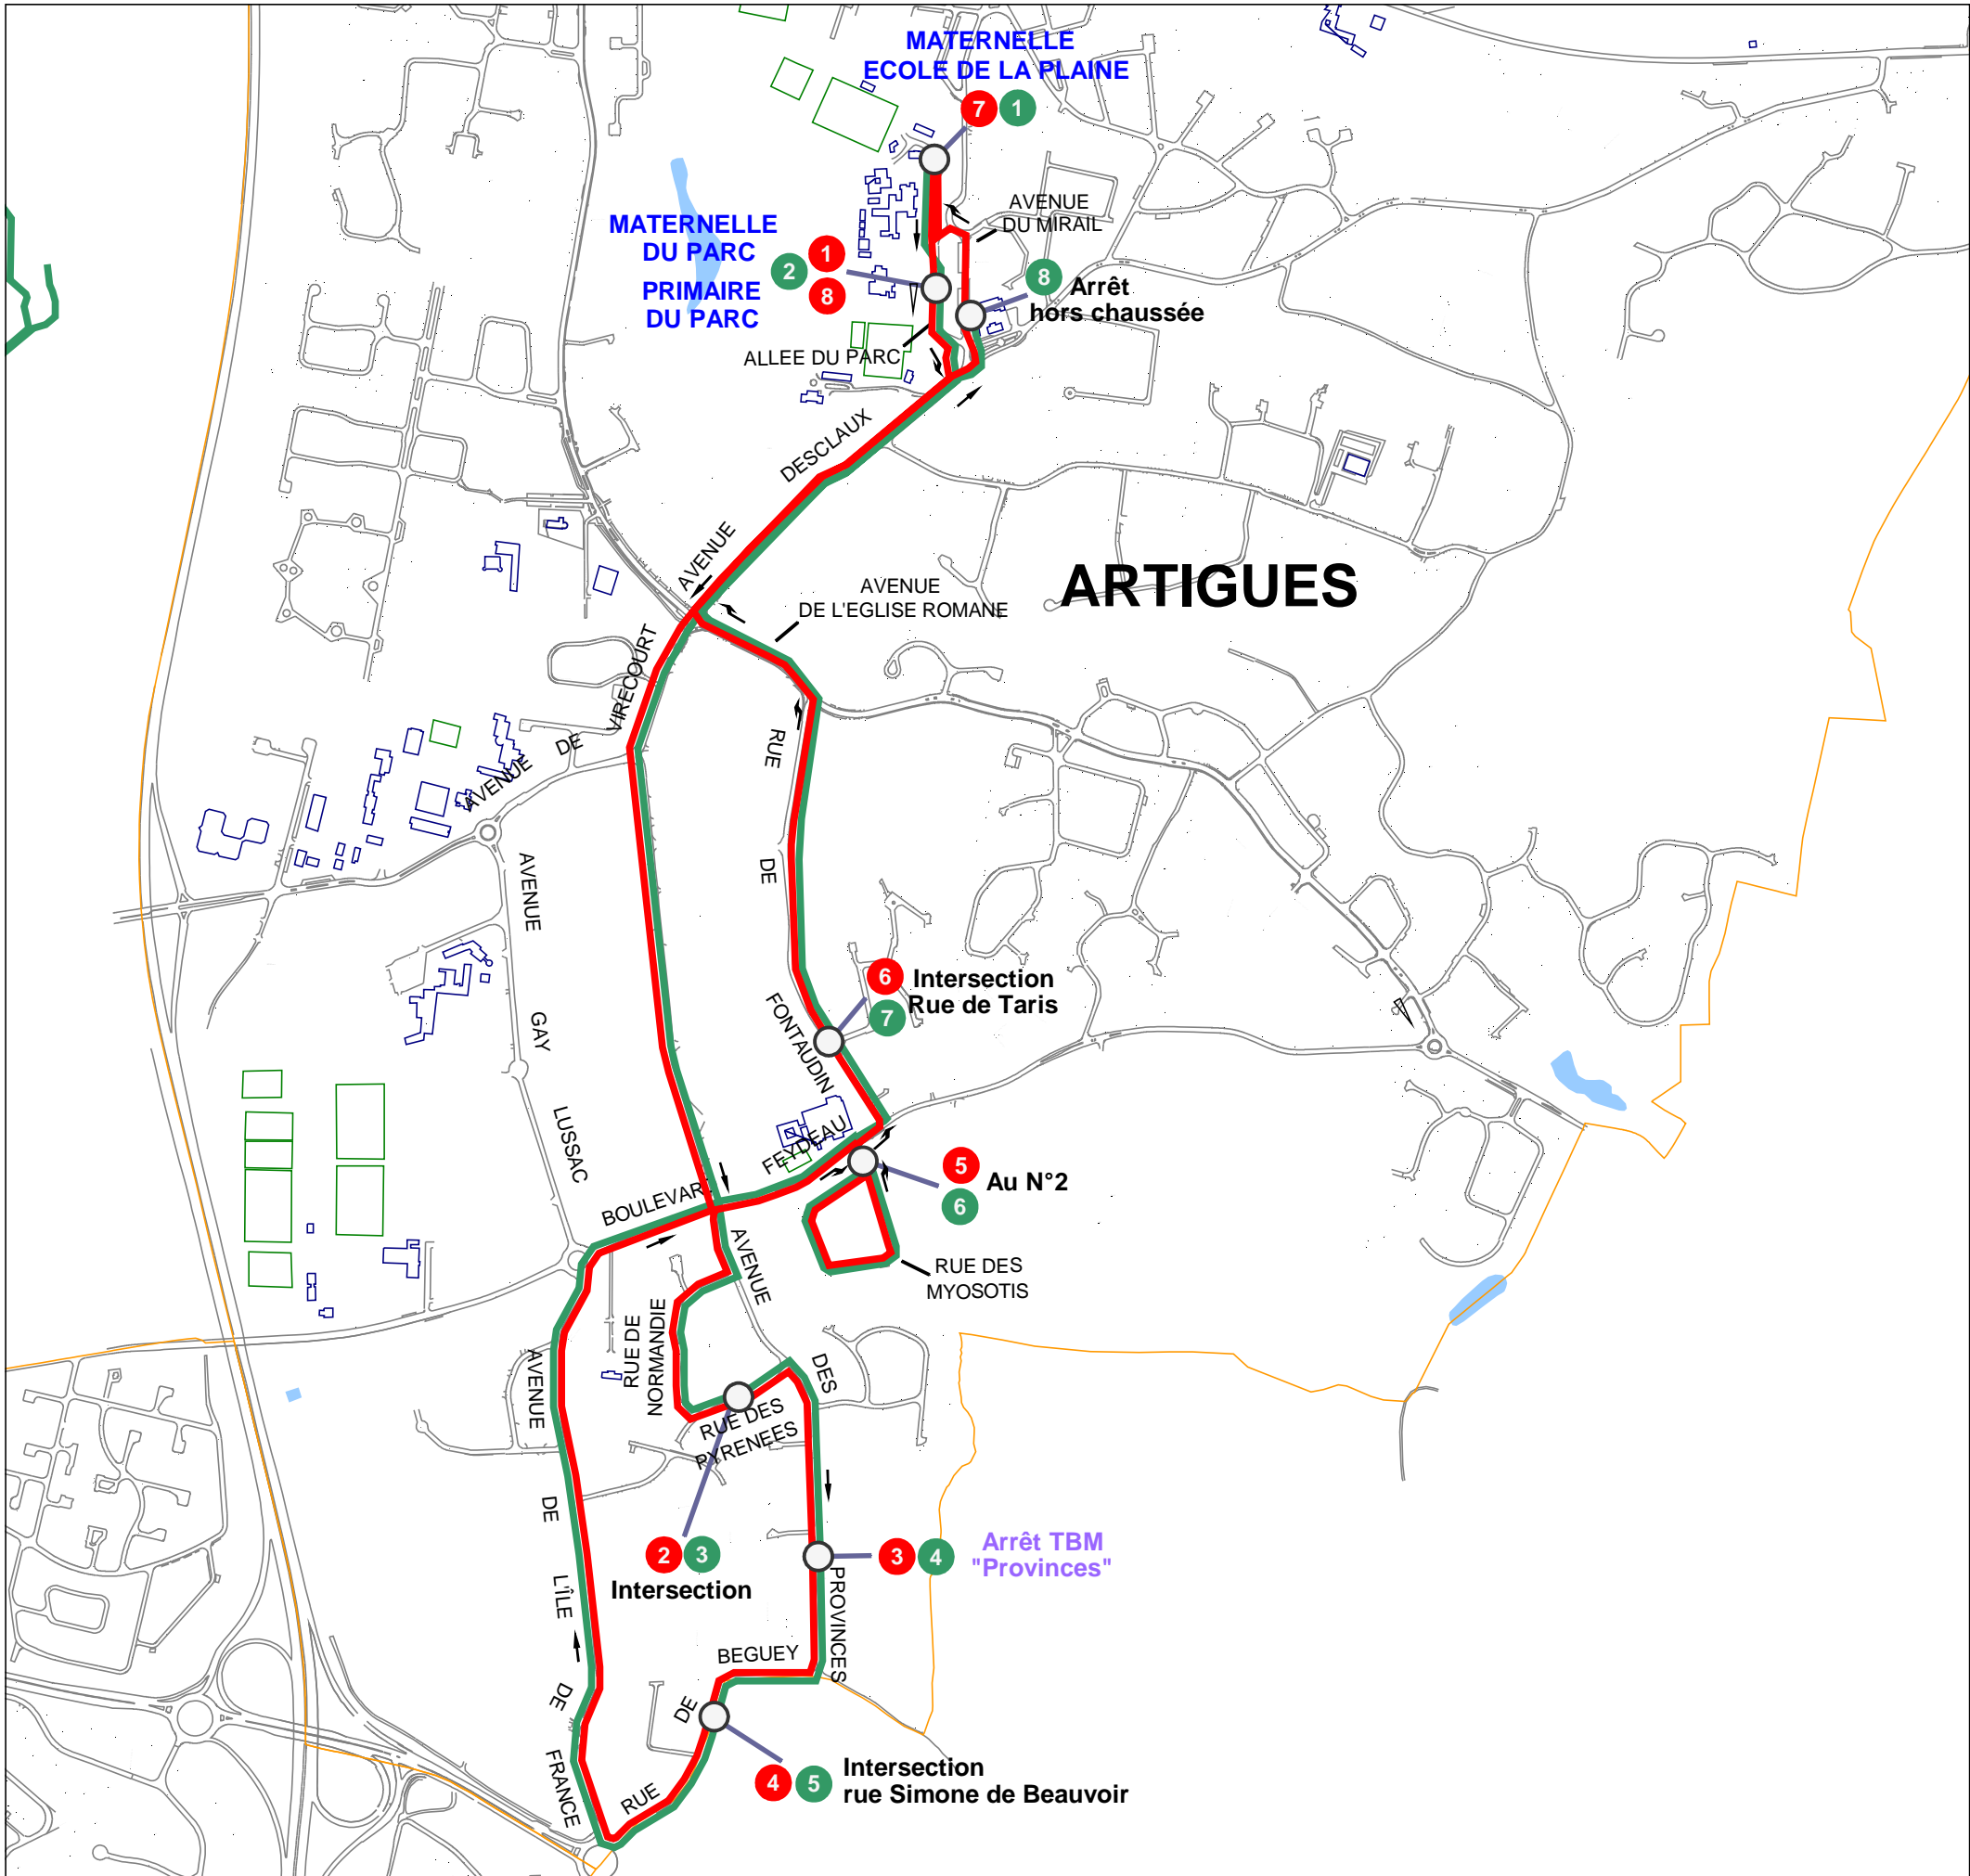 MATERNELLE
ECOLE DE LA PLAINE
7 1
AVENUE
DU MIRAIL
MATERNELLE
DU PARC
PRIMAIRE
DU PARC
2 1
8
8
Arrêt
hors chaussée
ALLEE DU PARC
AVENUE
DESCLAUX
ARTIGUES
AVENUE
DE L'EGLISE ROMANE
AVENUE
DE
VIRECOURT
RUE
DE
FONTAUDIN
AVENUE
GAY
LUSSAC
6
7
Intersection
Rue de Taris
FEYDEAU
5
6
Au N°2
RUE DES
MYOSOTIS
AVENUE
DES
PROVINCES
RUE DE
NORMANDIE
RUE DES
PYRENEES
AVENUE
DE
L'ÎLE
DE
FRANCE
2 3
Intersection
3 4
Arrêt TBM
"Provinces"
RUE
DE
BEGUEY
4 5
Intersection
rue Simone de Beauvoir